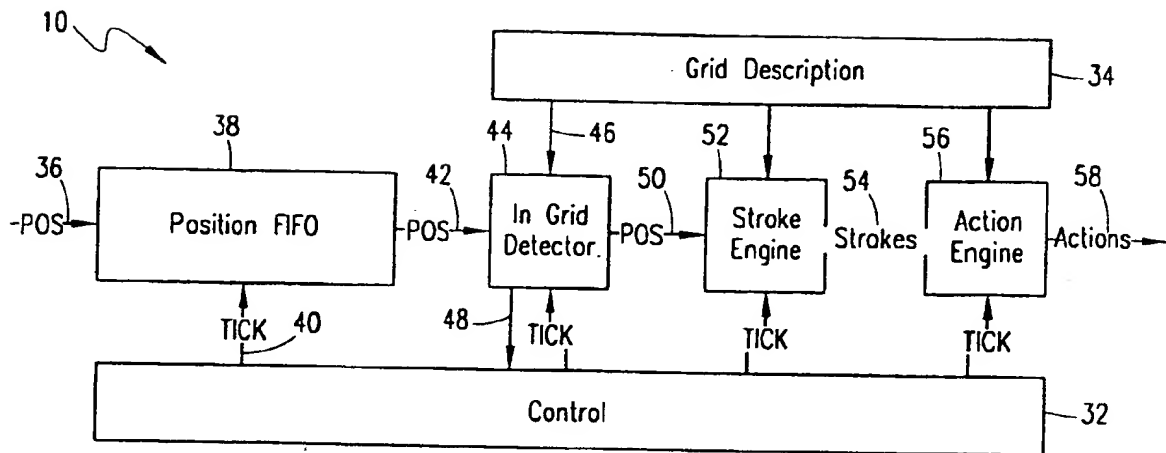 10
Grid Description
34
38
44
46
52
56
36
42
50
54
58
POS
Position FIFO
POS
In Grid
Detector.
POS
Stroke
Engine
Strokes
Action
Engine
Actions
TICK
40
48
TICK
TICK
TICK
Control
32